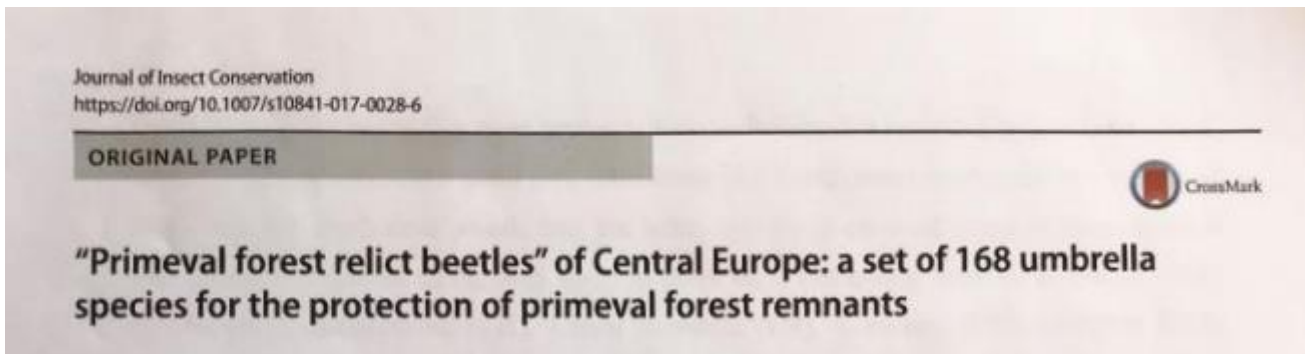 Journal of Insect Conservation
https://doi.org/10.1007/s10841-017-0028-6
ORIGINAL PAPER
CrossMark
“Primeval forest relict beetles” of Central Europe: a set of 168 umbrella
species for the protection of primeval forest remnants